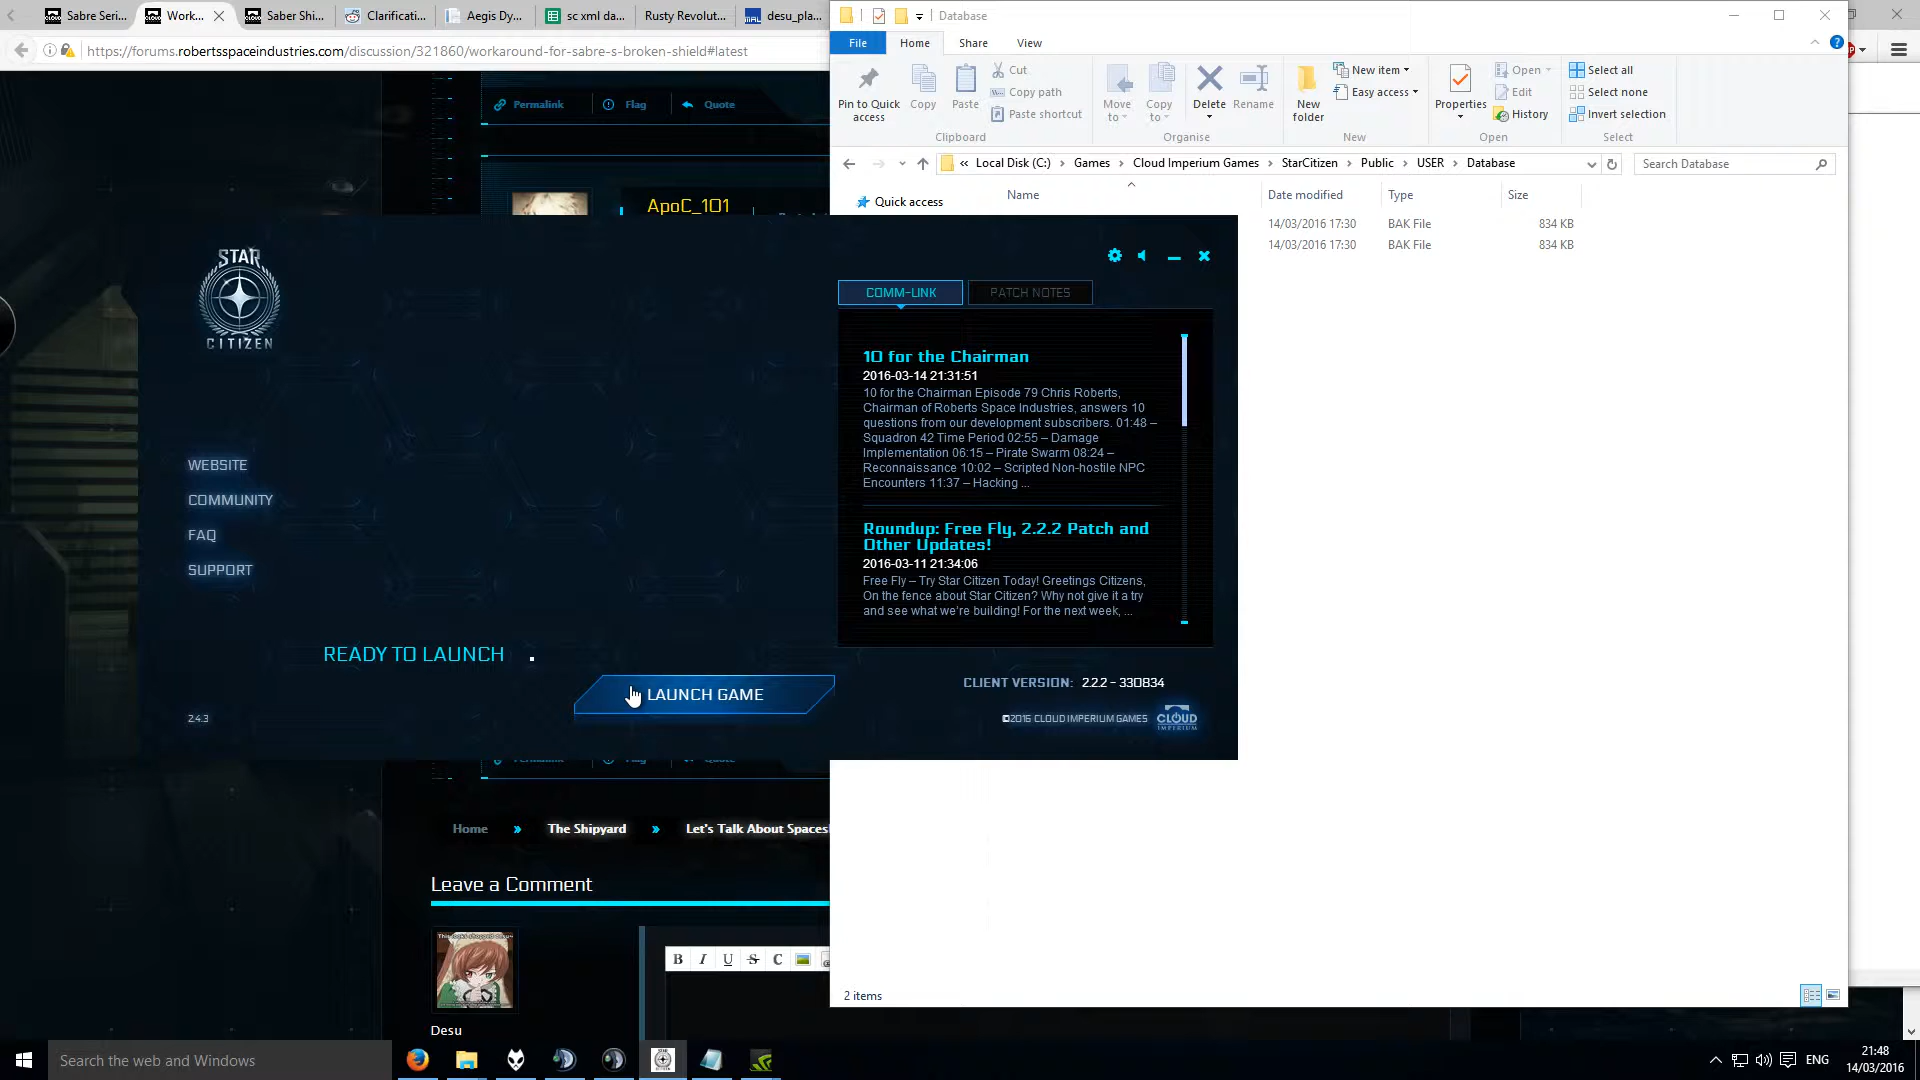 Sabre Seri...
Work...
Saber Shi...
Clarificati...
Aegis Dy...
sc xml da...
Rusty Revolut...
desu_pla...
Database
https://forums.robertsspaceindustries.com/discussion/321860/workaround-for-sabre-s-broken-shield#latest
File
Home
Share
View
Pin to Quick access
Copy
Paste
Cut
Copy path
Paste shortcut
Move to
Copy to
Delete
Rename
New folder
New item
Easy access
Properties
Open
Edit
History
Select all
Select none
Invert selection
Clipboard
Organise
New
Open
Select
« Local Disk (C:) > Games > Cloud Imperium Games > StarCitizen > Public > USER > Database
Search Database
Permalink
Flag
Quote
ApoC_101
Quick access
Name
Date modified
Type
Size
14/03/2016 17:30
BAK File
834 KB
14/03/2016 17:30
BAK File
834 KB
STAR
CITIZEN
COMM-LINK
PATCH NOTES
10 for the Chairman
2016-03-14 21:31:51
10 for the Chairman Episode 79 Chris Roberts,
Chairman of Roberts Space Industries, answers 10
questions from our development subscribers. 01:48 –
Squadron 42 Time Period 02:55 – Damage
Implementation 06:15 – Pirate Swarm 08:24 –
Reconnaissance 10:02 – Scripted Non-hostile NPC
Encounters 11:37 – Hacking ...
Roundup: Free Fly, 2.2.2 Patch and
Other Updates!
2016-03-11 21:34:06
Free Fly – Try Star Citizen Today! Greetings Citizens,
On the fence about Star Citizen? Why not give it a try
and see what we're building! For the next week, ...
WEBSITE
COMMUNITY
FAQ
SUPPORT
READY TO LAUNCH
LAUNCH GAME
CLIENT VERSION: 2.2.2 - 330834
2.4.3
©2016 CLOUD IMPERIUM GAMES
CLOUD
IMPERIUM
Home » The Shipyard » Let's Talk About Spaces
Leave a Comment
B I U S C
Desu
2 items
Search the web and Windows
ENG
21:48
14/03/2016